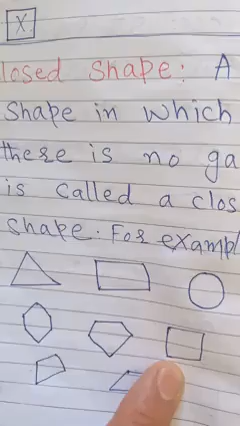 X
losed Shape: A
Shape in which
there is no ga
is called a clos
Shape. For exampl